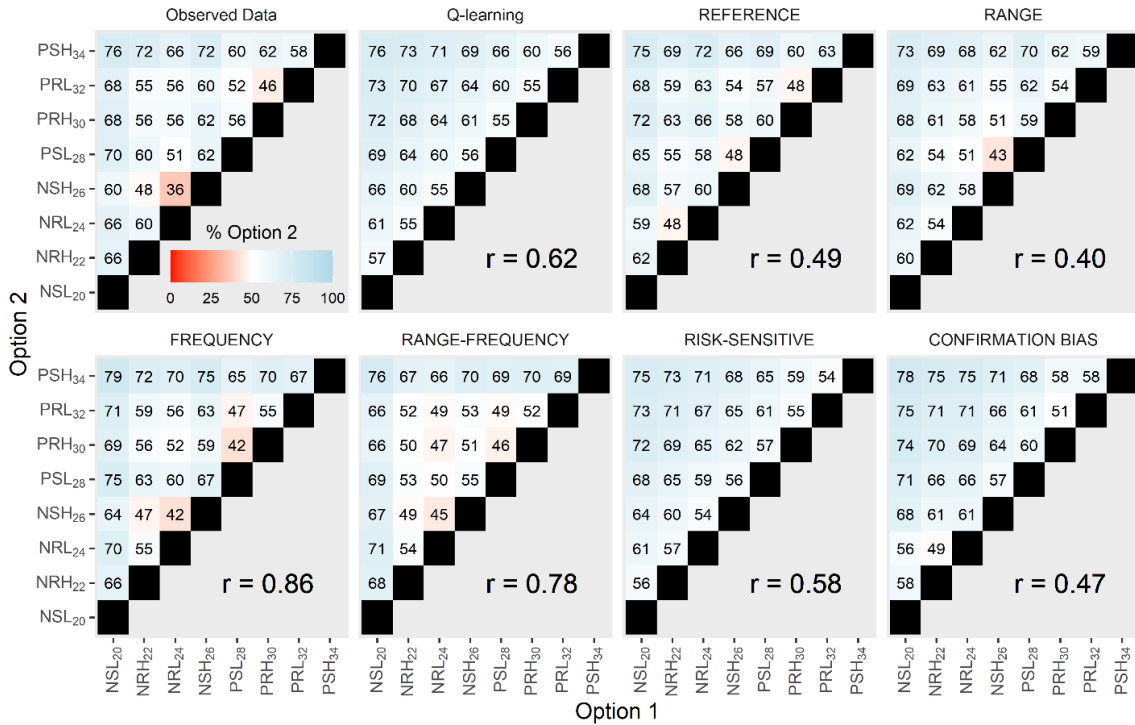 Observed Data Q-learning REFERENCE RANGE
PSH34 76 72 66 72 60 62 58 76 73 71 69 66 60 56 75 69 72 66 69 60 63 73 69 68 62 70 62 59
PRL32 68 55 56 60 52 46 73 70 67 64 60 55 68 59 63 54 57 48 69 63 61 55 62 54
PRH30 68 56 56 62 56 72 68 64 61 55 72 63 66 58 60 68 61 58 51 59
PSL28 70 60 51 62 69 64 60 56 65 55 58 48 62 54 51 43
NSH26 60 48 36 66 60 55 68 57 60 69 62 58
NRL24 66 60 61 55 59 48 62 54
NRH22 66 57 62 60
NSL20
% Option 2
0 25 50 75 100
r = 0.62 r = 0.49 r = 0.40
Option 2
FREQUENCY RANGE-FREQUENCY RISK-SENSITIVE CONFIRMATION BIAS
PSH34 79 72 70 75 65 70 67 76 67 66 70 69 70 69 75 73 71 68 65 59 54 78 75 75 71 68 58 58
PRL32 71 59 56 63 47 55 66 52 49 53 49 52 73 71 67 65 61 55 75 71 71 66 61 51
PRH30 69 56 52 59 42 66 50 47 51 46 72 69 65 62 57 74 70 69 64 60
PSL28 75 63 60 67 69 53 50 55 68 65 59 56 71 66 66 57
NSH26 64 47 42 67 49 45 64 60 54 68 61 61
NRL24 70 55 71 54 61 57 56 49
NRH22 66 68 56 58
NSL20
r = 0.86 r = 0.78 r = 0.58 r = 0.47
NSL20 NRH22 NRL24 NSH26 PSL28 PRH30 PRL32 PSH34 NSL20 NRH22 NRL24 NSH26 PSL28 PRH30 PRL32 PSH34 NSL20 NRH22 NRL24 NSH26 PSL28 PRH30 PRL32 PSH34 NSL20 NRH22 NRL24 NSH26 PSL28 PRH30 PRL32 PSH34
Option 1